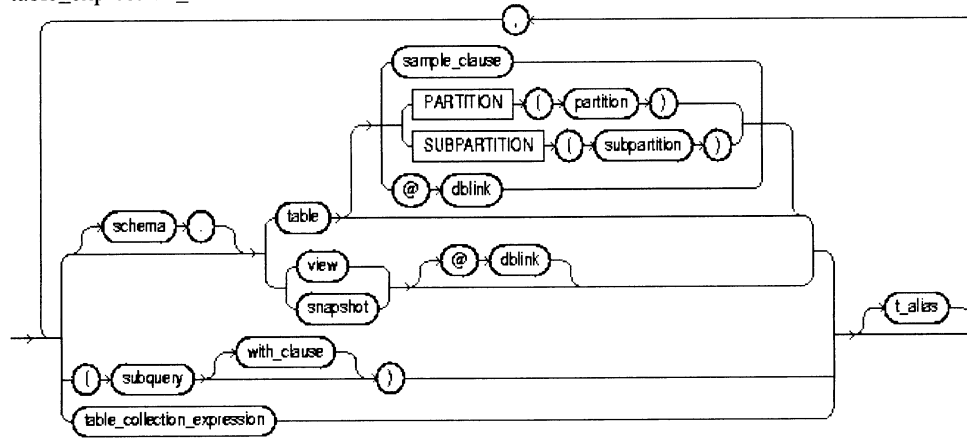 ,
sample_clause
PARTITION ( partition )
SUBPARTITION ( subpartition )
@ dblink
table
schema .
view @ dblink
snapshot
t_alias
with_clause
( subquery )
table_collection_expression